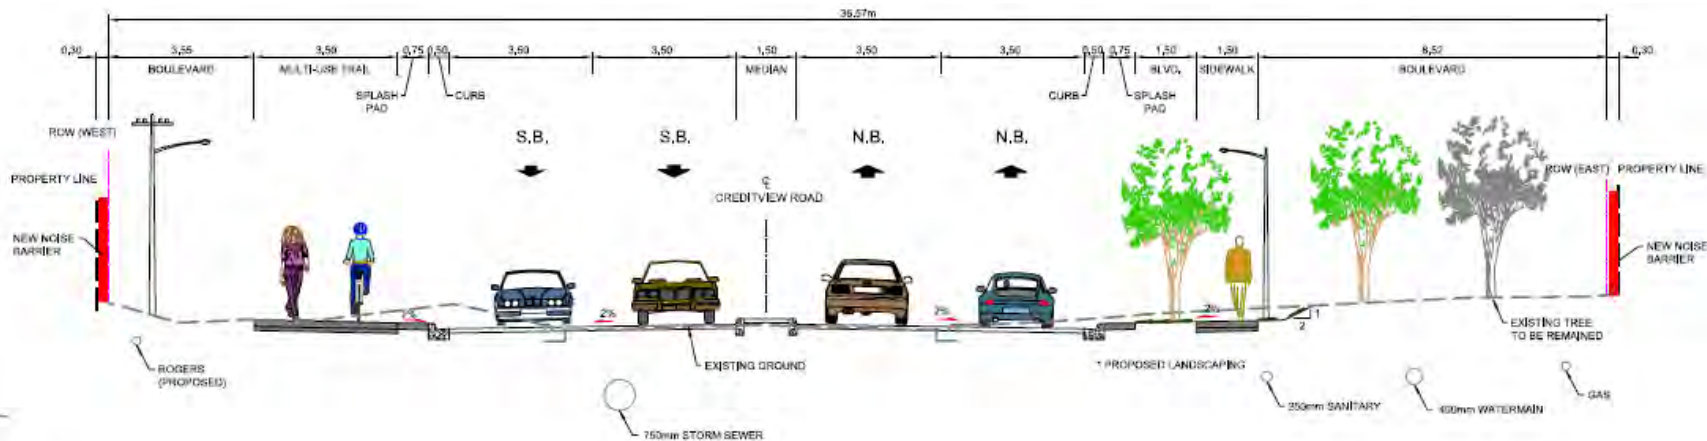 36.57m
0.30 3.55 3.50 0.75 0.50 3.50 3.50 1.50 3.50 3.50 0.50 0.75 1.50 1.50 8.52 0.30
BOULEVARD MULTI-USE TRAIL MEDIAN BLVD. SIDEWALK BOULEVARD
SPLASH PAD
CURB
CURB
SPLASH PAD
ROW (WEST)
S.B. S.B. N.B. N.B.
PROPERTY LINE
ROW (EAST) PROPERTY LINE
CREDITVIEW ROAD
NEW NOISE
BARRIER
NEW NOISE
BARRIER
2% 2% 2% 2%
1
2
EXISTING TREE
TO BE REMAINED
ROGERS
(PROPOSED)
EXISTING GROUND
* PROPOSED LANDSCAPING
GAS
350mm SANITARY
400mm WATERMAIN
750mm STORM SEWER